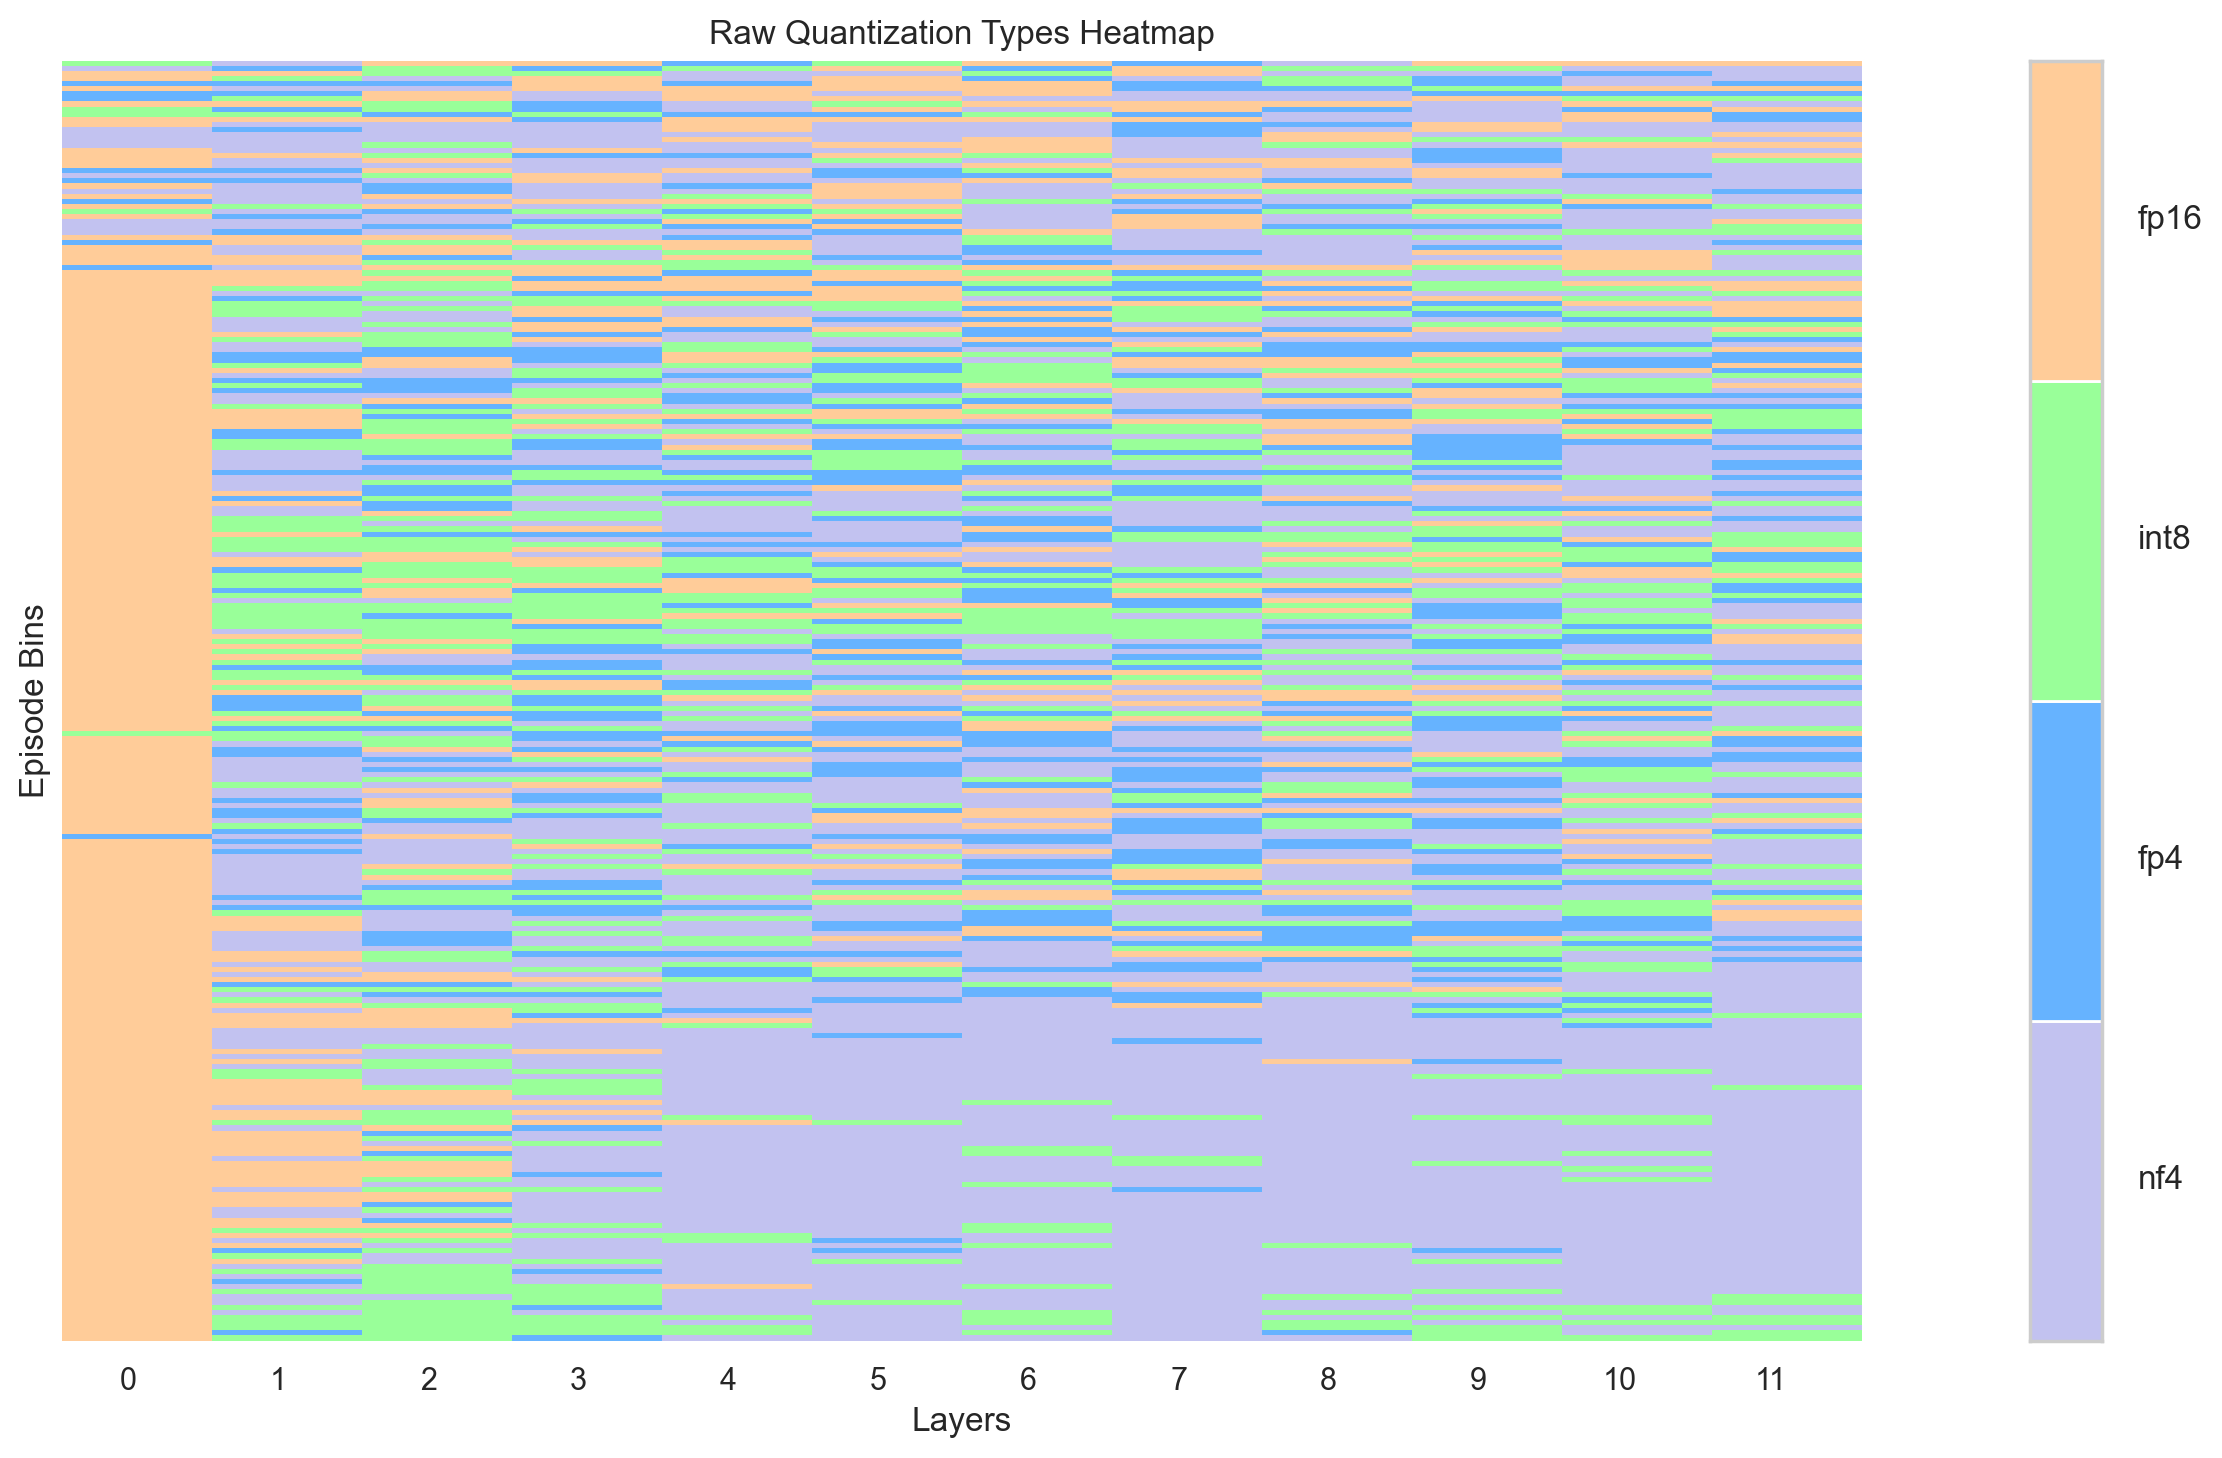 Raw Quantization Types Heatmap
fp16
int8
fp4
nf4
Episode Bins
0 1 2 3 4 5 6 7 8 9 10 11
Layers